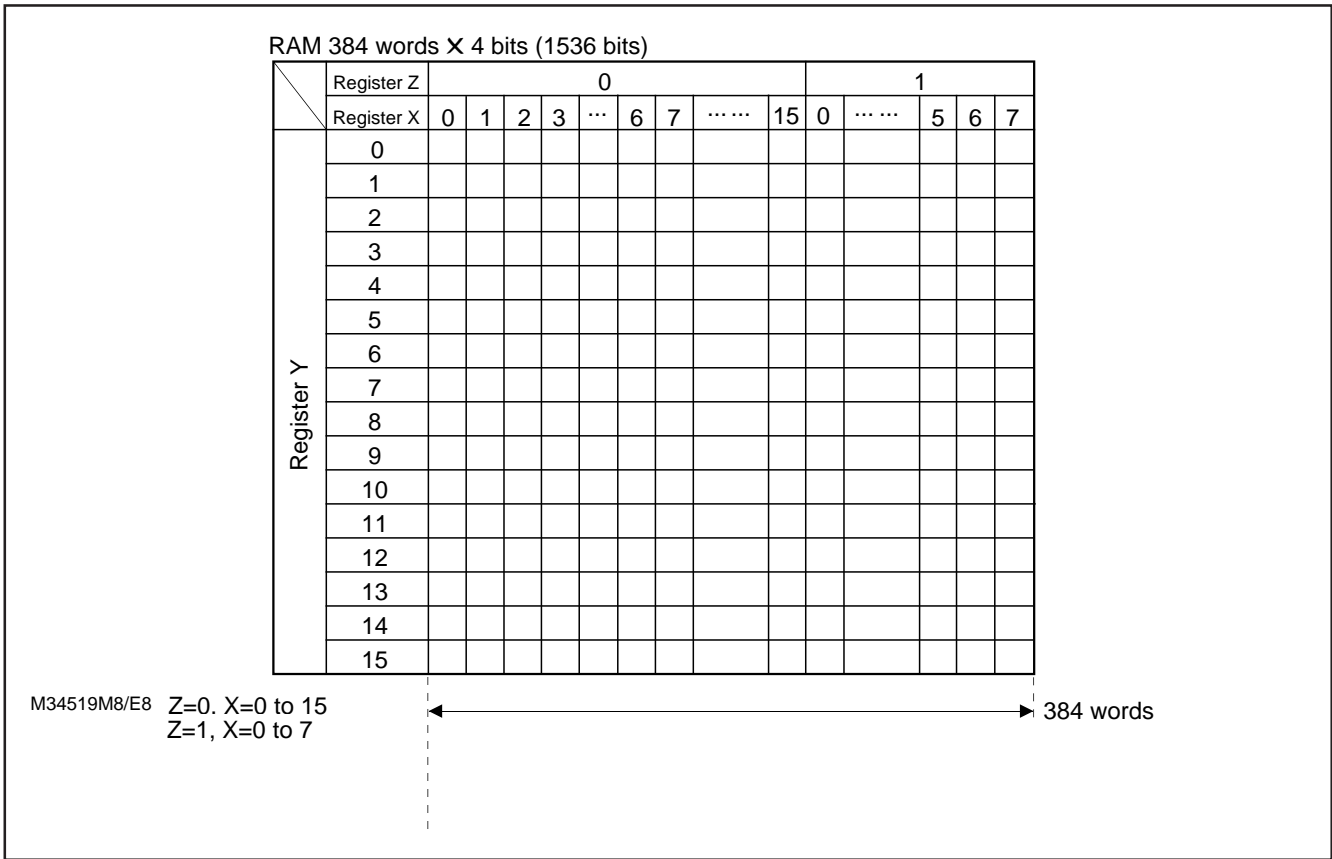 RAM 384 words × 4 bits (1536 bits)
Register Z 0 1
Register X 0 1 2 3 ... 6 7 ... ... 15 0 ... ... 5 6 7
Register Y
0
1
2
3
4
5
6
7
8
9
10
11
12
13
14
15
M34519M8/E8 Z=0. X=0 to 15
Z=1, X=0 to 7
384 words